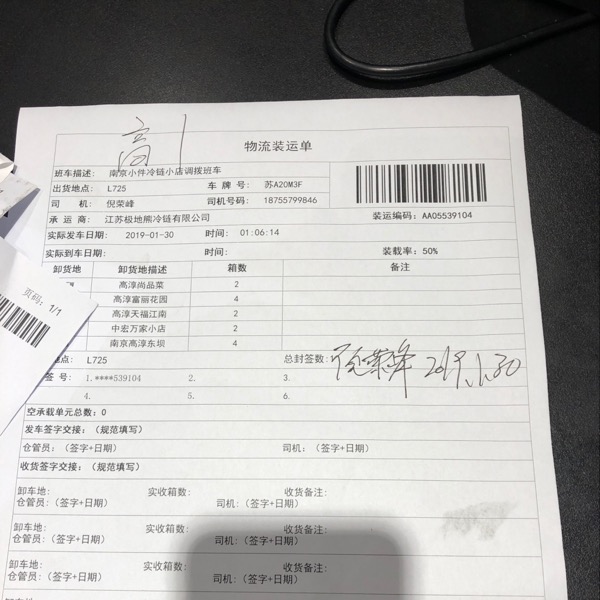 物流装运单
班车描述: 南京小件冷链小店调拨班车
出货地点: L725 车 牌 号: 苏A20M3F
司 机: 倪荣峰 司机号码: 18755799846
承 运 商: 江苏极地熊冷链有限公司 装运编码: AA05539104
实际发车日期: 2019-01-30 时间: 01:06:14
实际到车日期: 时间: 装载率: 50%
卸货地 卸货地描述 箱数 备注
高淳尚品菜 2
高淳富丽花园 4
高淳天福江南 2
中宏万家小店 2
南京高淳东坝 4
页码: 1/1
点: L725 总封签数: 倪荣峰 2019.1.30
签 号: 1.****539104 2. 3.
4. 5. 6.
空承载单元总数: 0
发车签字交接: (规范填写)
仓管员: (签字+日期) 司机: (签字+日期)
收货签字交接: (规范填写)
卸车地: 实收箱数: 收货备注:
仓管员: (签字+日期) 司机: (签字+日期)
卸车地: 实收箱数: 收货备注:
仓管员: (签字+日期) 司机: (签字+日期)
卸车地: 实收箱数: 收货备注:
仓管员: (签字+日期) 司机: (签字+日期)